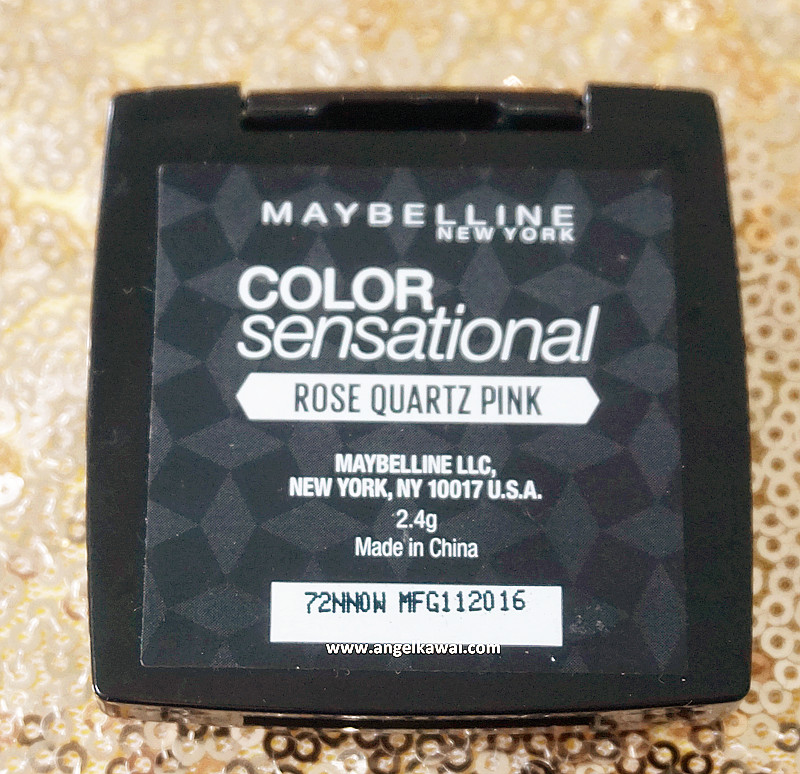 MAYBELLINE
NEW YORK
COLOR
sensational
ROSE QUARTZ PINK
MAYBELLINE LLC,
NEW YORK, NY 10017 U.S.A.
2.4g
Made in China
72NN0W MFG112016
www.angelkawai.com